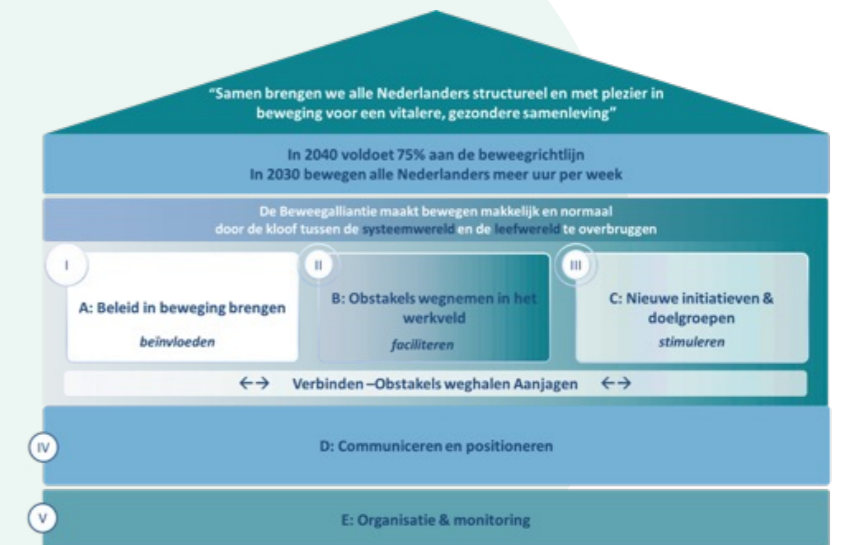 “Samen brengen we alle Nederlanders structureel en met plezier in
beweging voor een vitalere, gezondere samenleving”
In 2040 voldoet 75% aan de beweegrichtlijn
In 2030 bewegen alle Nederlanders meer uur per week
De Beweegalliantie maakt bewegen makkelijk en normaal
door de kloof tussen de systeemwereld en de leefwereld te overbruggen
I
A: Beleid in beweging brengen
beïnvloeden
II
B: Obstakels wegnemen in het
werkveld
faciliteren
III
C: Nieuwe initiatieven &
doelgroepen
stimuleren
←→ Verbinden –Obstakels weghalen Aanjagen ←→
IV
D: Communiceren en positioneren
V
E: Organisatie & monitoring